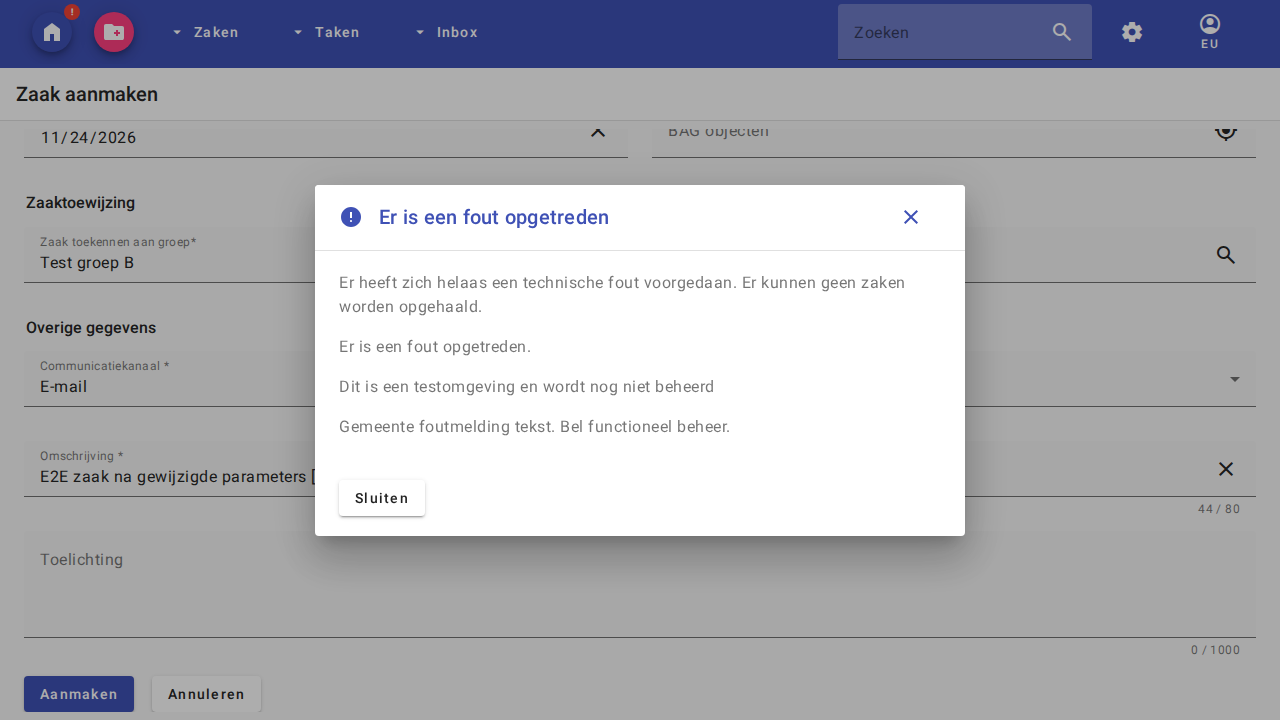 !
Zaken
Taken
Inbox
Zoeken
EU
Zaak aanmaken
11/24/2026
BAG objecten
Zaaktoewijzing
Zaak toekennen aan groep*
Test groep B
Overige gegevens
Communicatiekanaal *
E-mail
Omschrijving *
E2E zaak na gewijzigde parameters [
44 / 80
Toelichting
0 / 1000
Aanmaken
Annuleren
Er is een fout opgetreden
Er heeft zich helaas een technische fout voorgedaan. Er kunnen geen zaken
worden opgehaald.
Er is een fout opgetreden.
Dit is een testomgeving en wordt nog niet beheerd
Gemeente foutmelding tekst. Bel functioneel beheer.
Sluiten